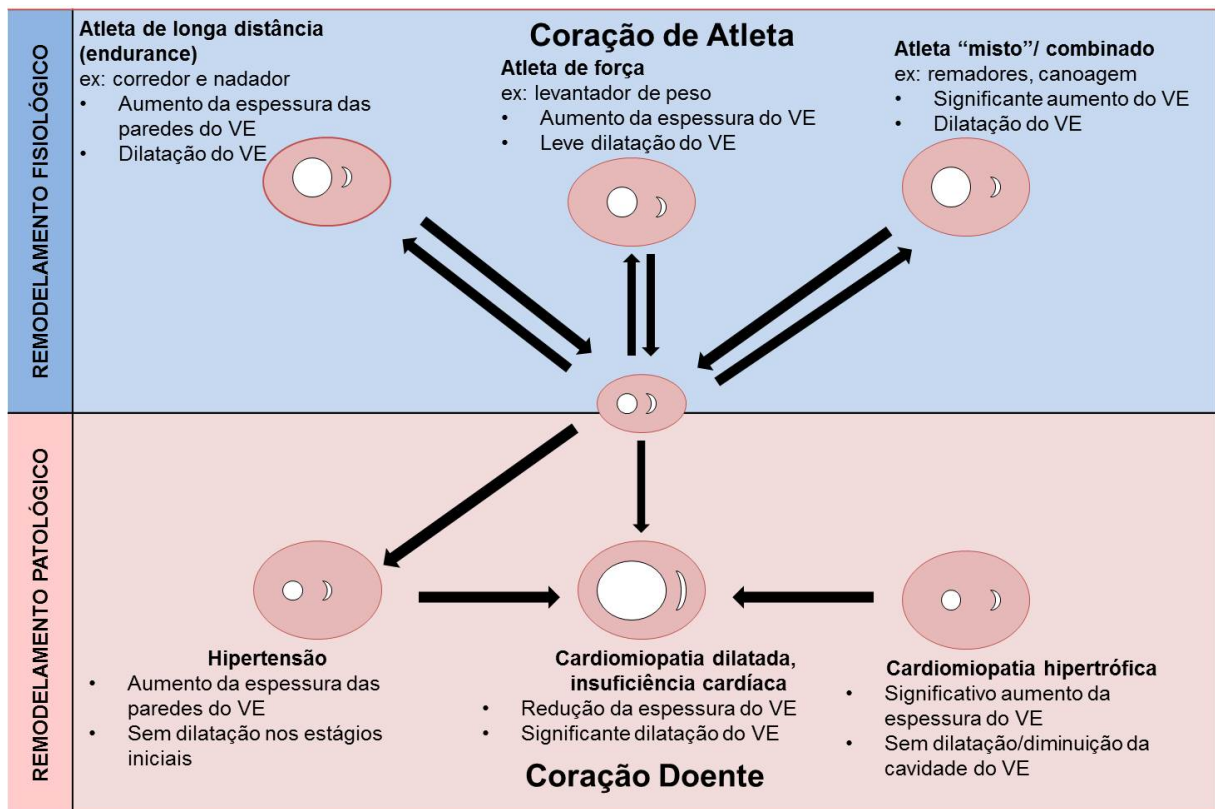 REMODELAMENTO FISIOLÓGICO
Coração de Atleta
Atleta de longa distância
(endurance)
ex: corredor e nadador
• Aumento da espessura das
paredes do VE
• Dilatação do VE
Atleta de força
ex: levantador de peso
• Aumento da espessura do VE
• Leve dilatação do VE
Atleta “misto”/ combinado
ex: remadores, canoagem
• Significante aumento do VE
• Dilatação do VE
REMODELAMENTO PATOLÓGICO
Hipertensão
• Aumento da espessura das
paredes do VE
• Sem dilatação nos estágios
iniciais
Cardiomiopatia dilatada,
insuficiência cardíaca
• Redução da espessura do VE
• Significante dilatação do VE
Cardiomiopatia hipertrófica
• Significativo aumento da
espessura do VE
• Sem dilatação/diminuição da
cavidade do VE
Coração Doente